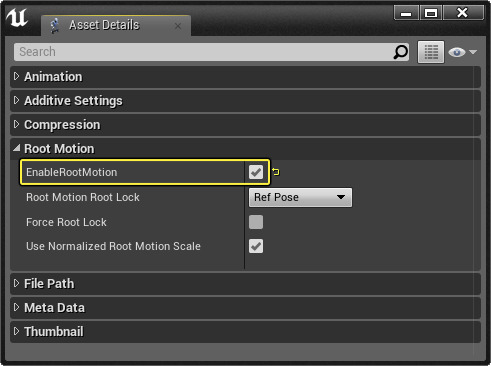 Asset Details
Search
Animation
Additive Settings
Compression
Root Motion
EnableRootMotion
Root Motion Root Lock Ref Pose
Force Root Lock
Use Normalized Root Motion Scale
File Path
Meta Data
Thumbnail